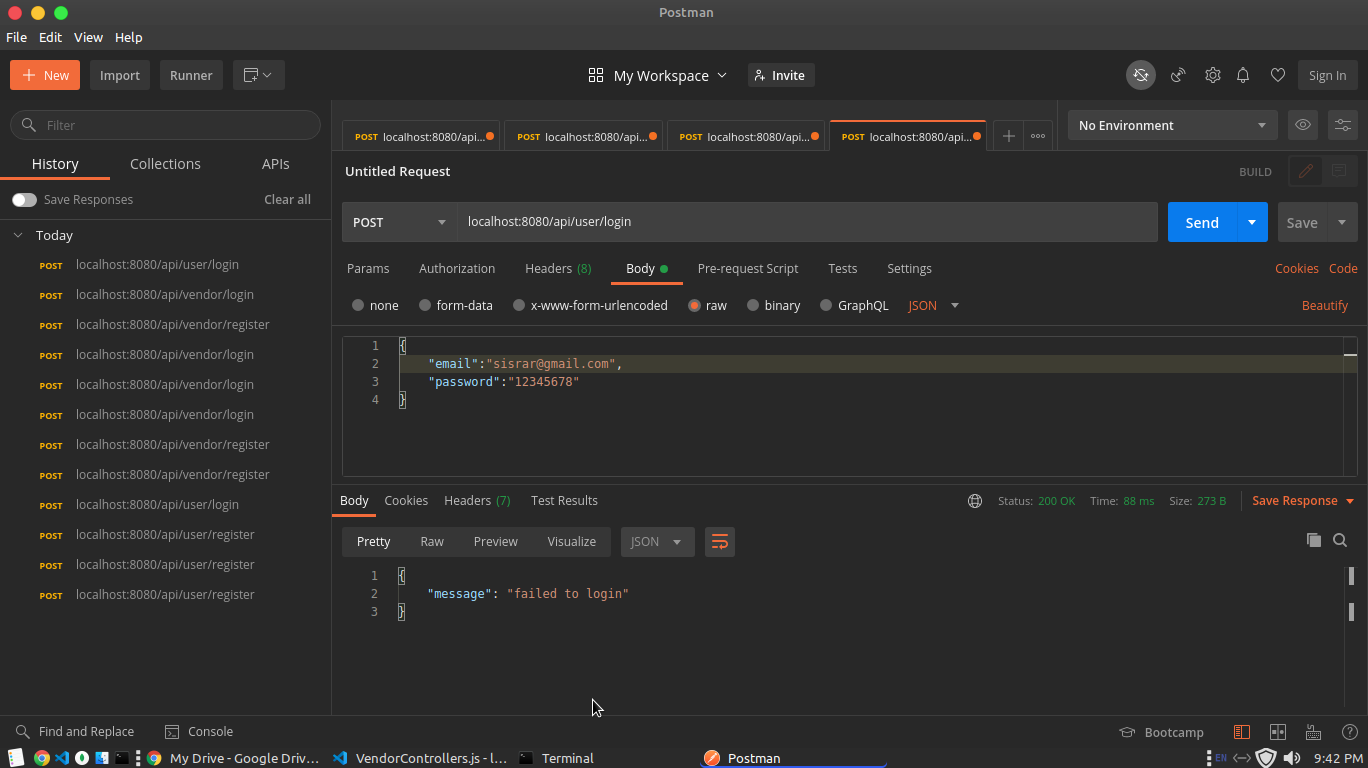 Postman
File Edit View Help
New Import Runner My Workspace Invite Sign In
Filter
History Collections APIs
Save Responses Clear all
Today
POST localhost:8080/api/user/login
POST localhost:8080/api/vendor/login
POST localhost:8080/api/vendor/register
POST localhost:8080/api/vendor/login
POST localhost:8080/api/vendor/login
POST localhost:8080/api/vendor/login
POST localhost:8080/api/vendor/register
POST localhost:8080/api/vendor/register
POST localhost:8080/api/user/login
POST localhost:8080/api/user/register
POST localhost:8080/api/user/register
POST localhost:8080/api/user/register
POST localhost:8080/api... POST localhost:8080/api... POST localhost:8080/api... POST localhost:8080/api... No Environment
Untitled Request BUILD
POST localhost:8080/api/user/login Send Save
Params Authorization Headers (8) Body Pre-request Script Tests Settings Cookies Code
none form-data x-www-form-urlencoded raw binary GraphQL JSON Beautify
1 {
2 "email":"sisrar@gmail.com",
3 "password":"12345678"
4 }
Body Cookies Headers (7) Test Results Status: 200 OK Time: 88 ms Size: 273 B Save Response
Pretty Raw Preview Visualize JSON
1 {
2 "message": "failed to login"
3 }
Find and Replace Console Bootcamp
My Drive - Google Driv... VendorControllers.js - l... Terminal Postman EN 9:42 PM